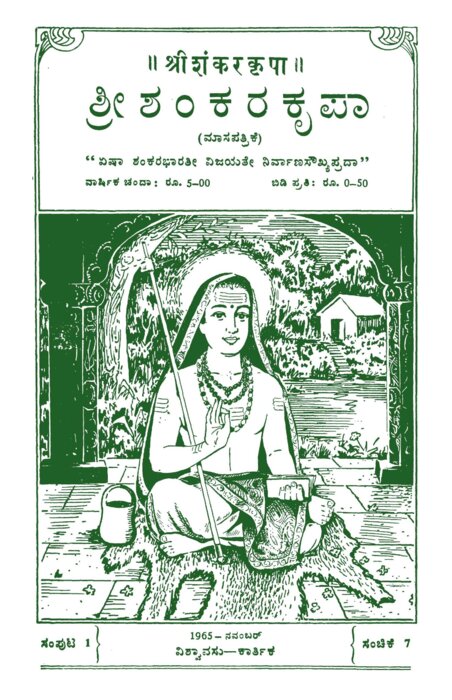 ॥ श्रीशंकरकृपा ॥
ಶ್ರೀಶಂಕರಕೃಪಾ
(ಮಾಸಪತ್ರಿಕೆ)
“ಏಷಾ ಶಂಕರಭಾರತೀ ವಿಜಯತೇ ನಿರ್ವಾಣಸೌಖ್ಯಪ್ರದಾ”
ವಾರ್ಷಿಕ ಚಂದಾ: ರೂ. 5-00 ಬಿಡಿ ಪ್ರತಿ: ರೂ. 0-50
ಸಂಪುಟ 1
1965 – ನವಂಬರ್
ವಿಶ್ವಾವಸು—ಕಾರ್ತಿಕ
ಸಂಚಿಕೆ 7